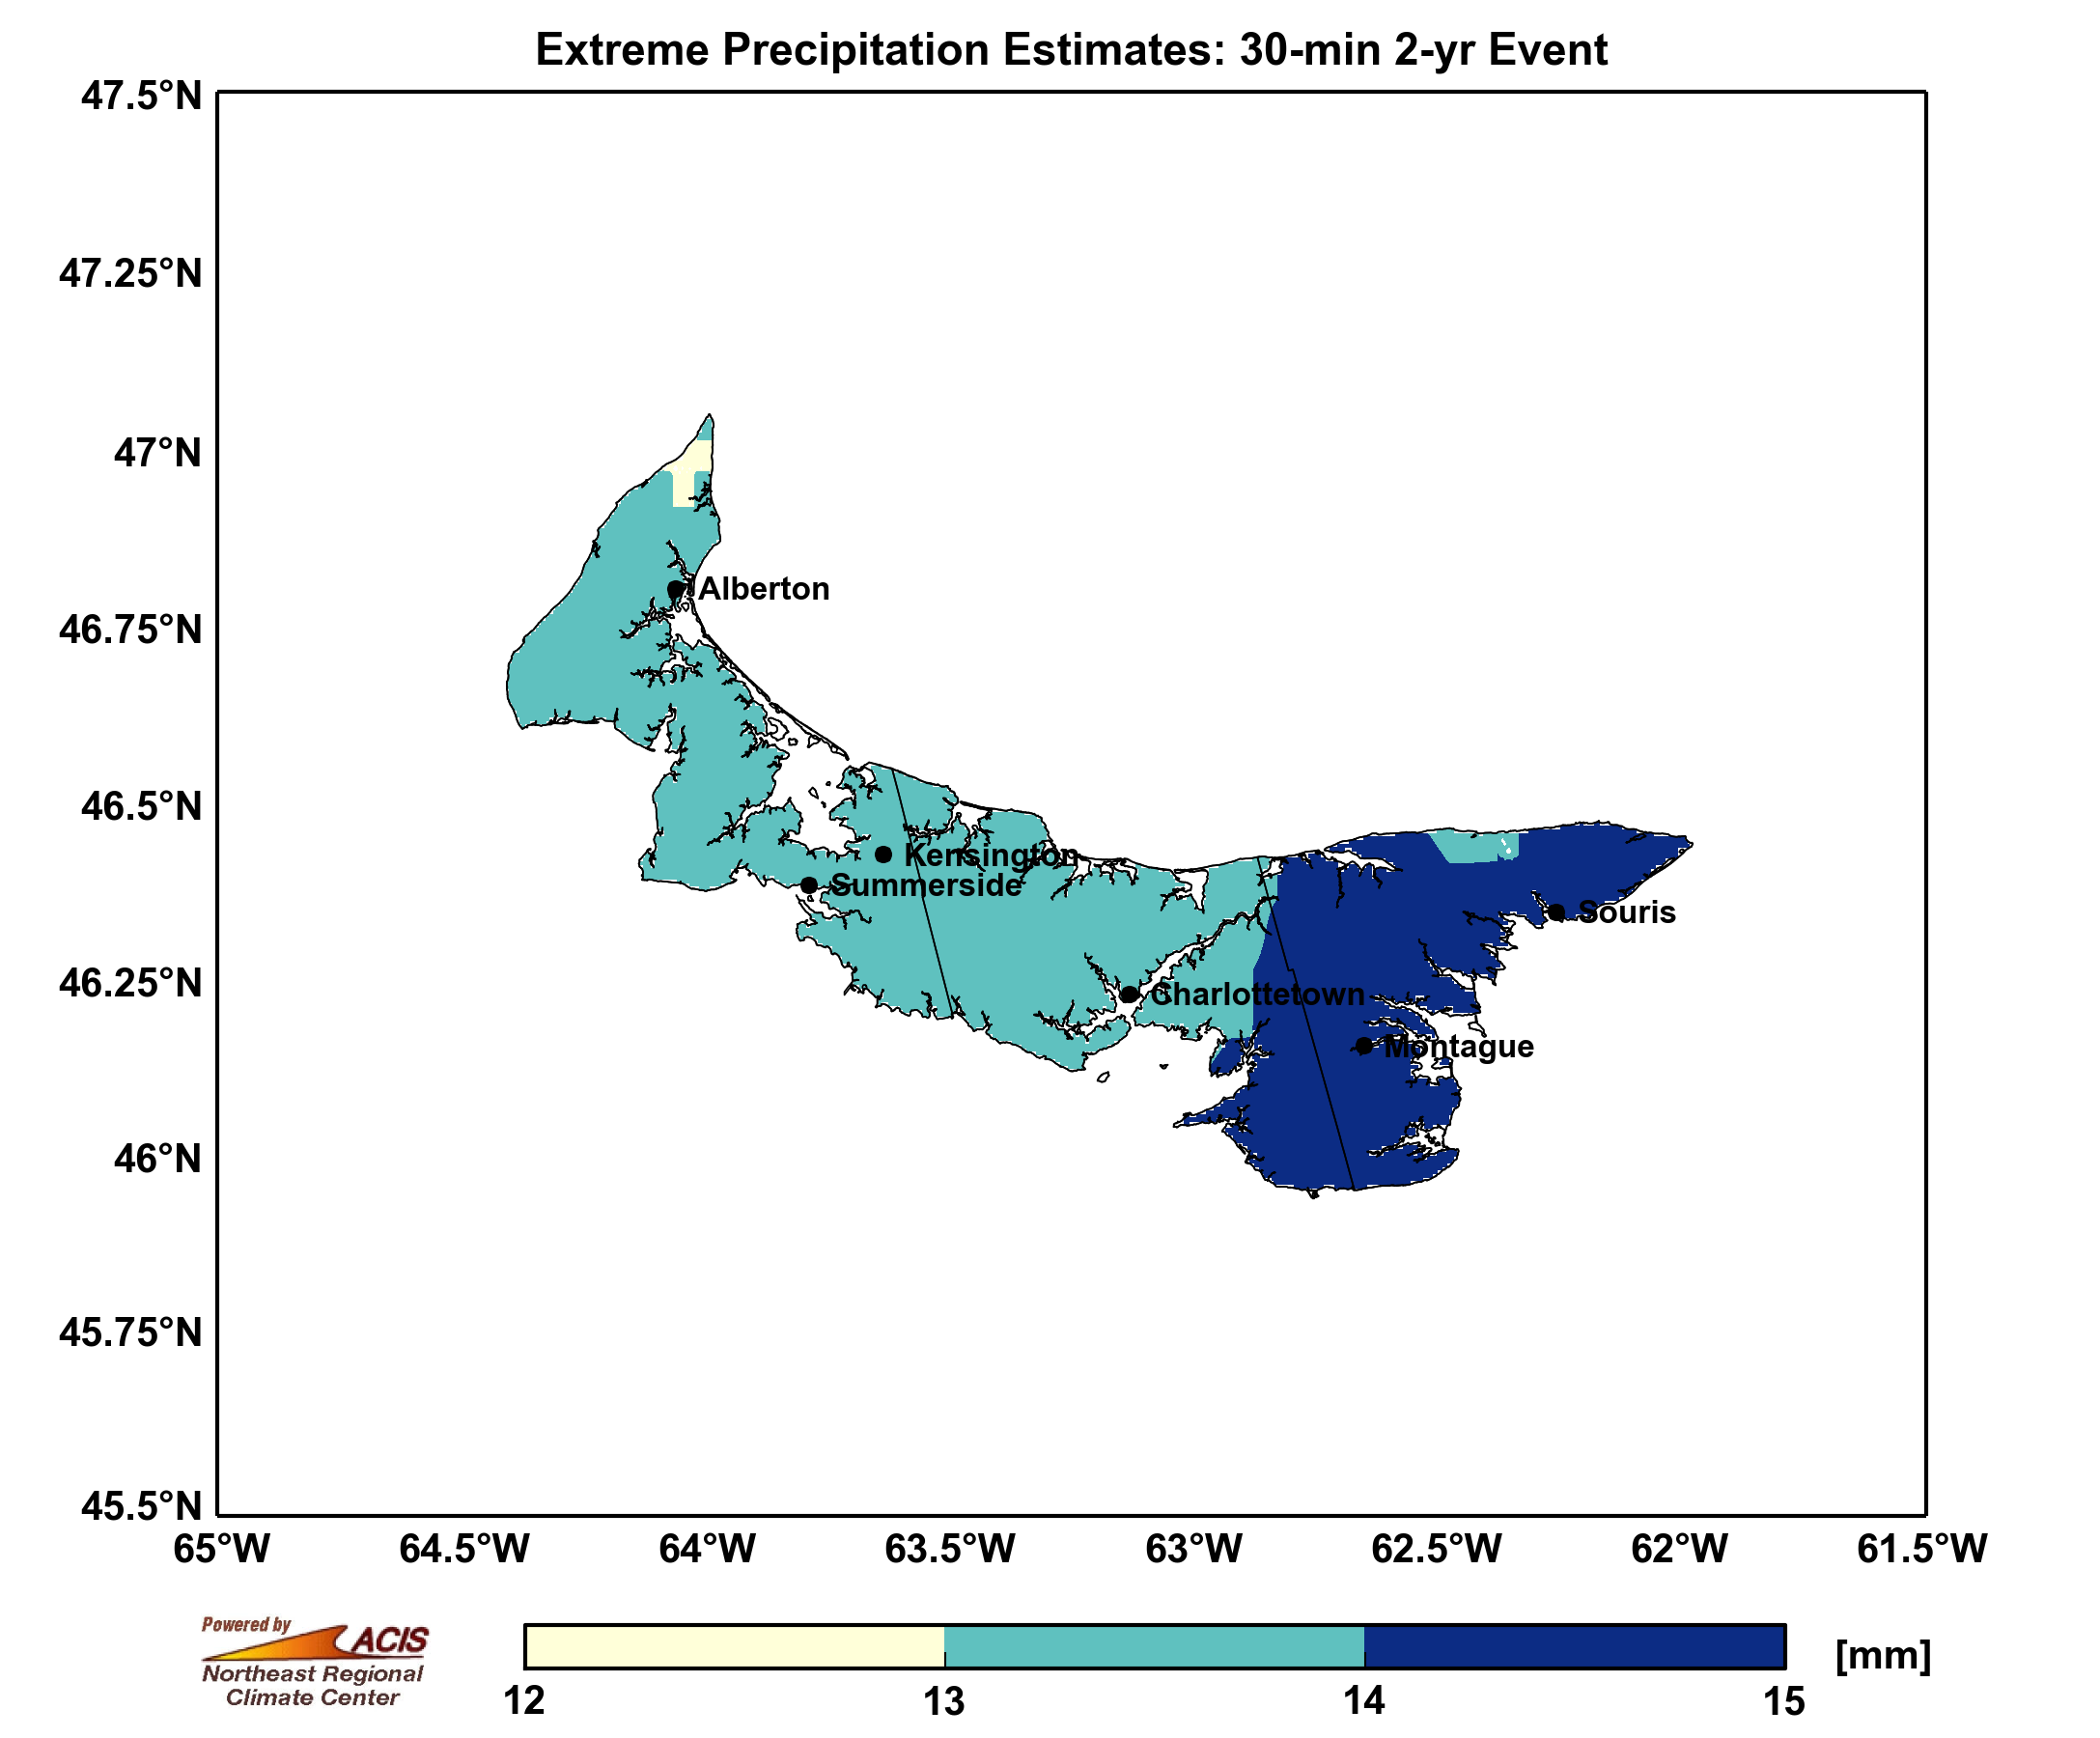 Extreme Precipitation Estimates: 30-min 2-yr Event
47.5°N
47.25°N
47°N
46.75°N
46.5°N
46.25°N
46°N
45.75°N
45.5°N
Alberton
Kensington
Summerside
Souris
Charlottetown
Montague
65°W 64.5°W 64°W 63.5°W 63°W 62.5°W 62°W 61.5°W
Powered by
ACIS
Northeast Regional
Climate Center
12 13 14 15
[mm]